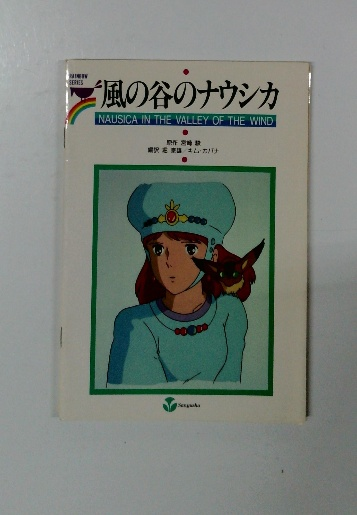 RAINBOW
SERIES
風の谷のナウシカ
NAUSICA IN THE VALLEY OF THE WIND
原作 宮崎 駿
Sanyusha